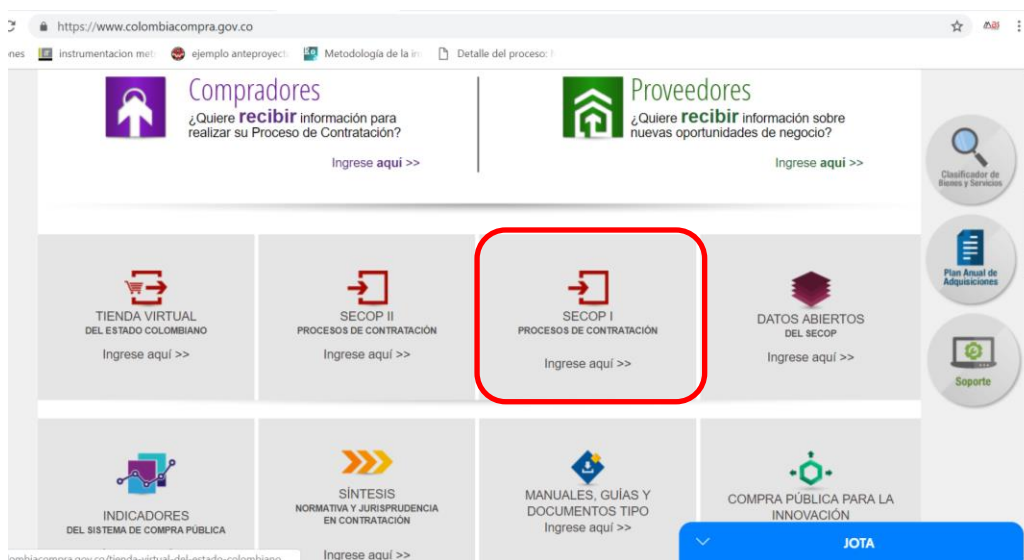 https://www.colombiacompra.gov.co
instrumentacion met
ejemplo anteproyect
Metodología de la in
Detalle del proceso:
Compradores
¿Quiere recibir información para
realizar su Proceso de Contratación?
Ingrese aquí >>
Proveedores
¿Quiere recibir información sobre
nuevas oportunidades de negocio?
Ingrese aquí >>
Clasificador de
Bienes y Servicios
Plan Anual de
Adquisiciones
Soporte
TIENDA VIRTUAL
DEL ESTADO COLOMBIANO
Ingrese aquí >>
SECOP II
PROCESOS DE CONTRATACIÓN
Ingrese aquí >>
SECOP I
PROCESOS DE CONTRATACIÓN
Ingrese aquí >>
DATOS ABIERTOS
DEL SECOP
Ingrese aquí >>
INDICADORES
DEL SISTEMA DE COMPRA PÚBLICA
SÍNTESIS
NORMATIVA Y JURISPRUDENCIA
EN CONTRATACIÓN
Ingrese aquí >>
MANUALES, GUÍAS Y
DOCUMENTOS TIPO
Ingrese aquí >>
COMPRA PÚBLICA PARA LA
INNOVACIÓN
JOTA